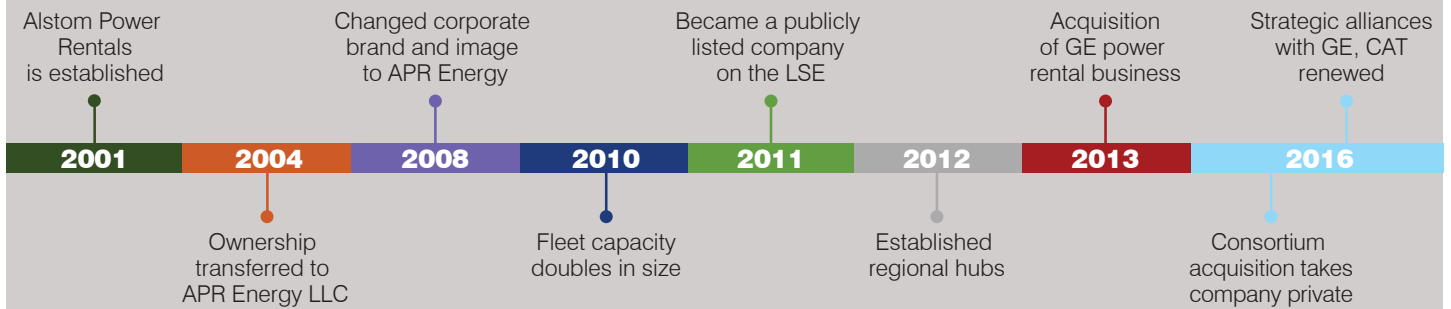 Alstom Power
Rentals
is established
Changed corporate
brand and image
to APR Energy
Became a publicly
listed company
on the LSE
Acquisition
of GE power
rental business
Strategic alliances
with GE, CAT
renewed
2001
2004
2008
2010
2011
2012
2013
2016
Ownership
transferred to
APR Energy LLC
Fleet capacity
doubles in size
Established
regional hubs
Consortium
acquisition takes
company private